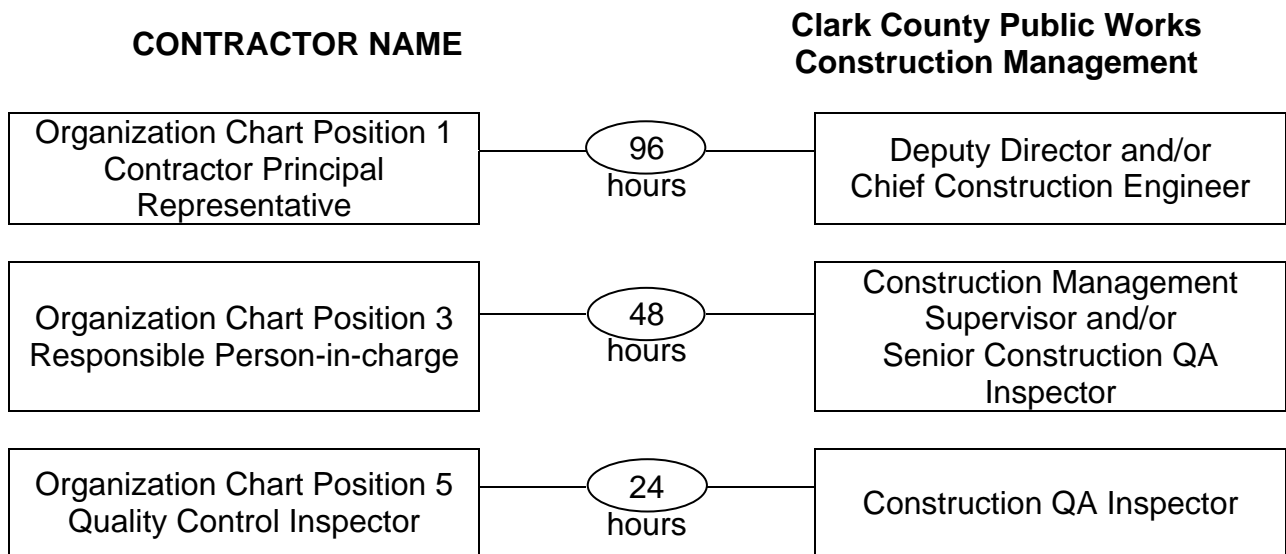 CONTRACTOR NAME
Clark County Public Works
Construction Management
Organization Chart Position 1
Contractor Principal
Representative
96
hours
Deputy Director and/or
Chief Construction Engineer
Organization Chart Position 3
Responsible Person-in-charge
48
hours
Construction Management
Supervisor and/or
Senior Construction QA
Inspector
Organization Chart Position 5
Quality Control Inspector
24
hours
Construction QA Inspector